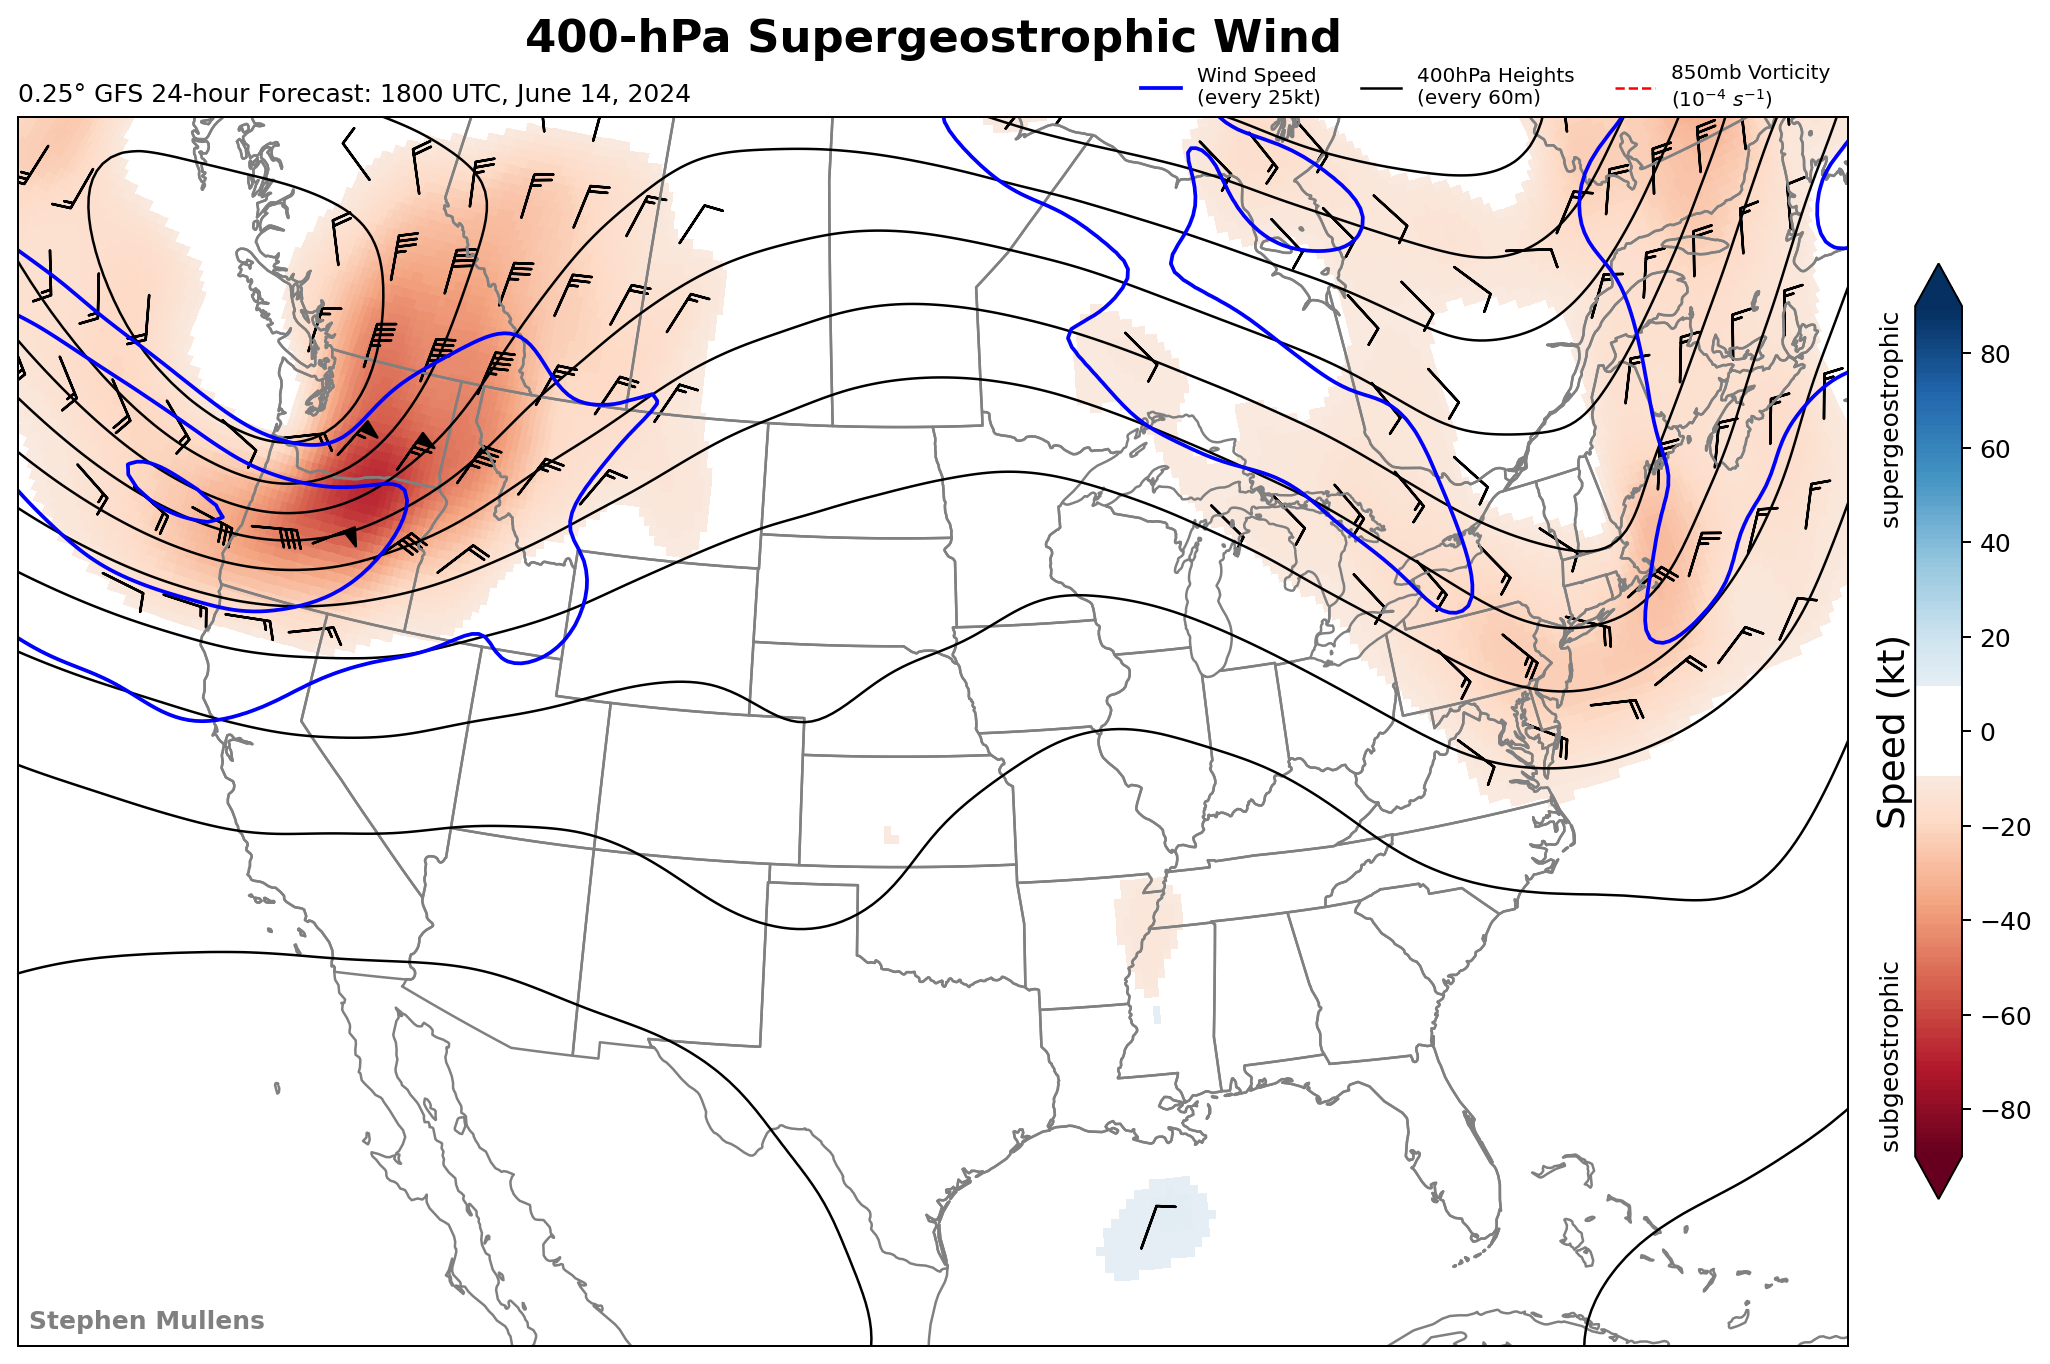 400-hPa Supergeostrophic Wind
0.25° GFS 24-hour Forecast: 1800 UTC, June 14, 2024
Wind Speed
(every 25kt)
400hPa Heights
(every 60m)
850mb Vorticity
(10⁻⁴ s⁻¹)
supergeostrophic
Speed (kt)
subgeostrophic
80
60
40
20
0
−20
−40
−60
−80
Stephen Mullens